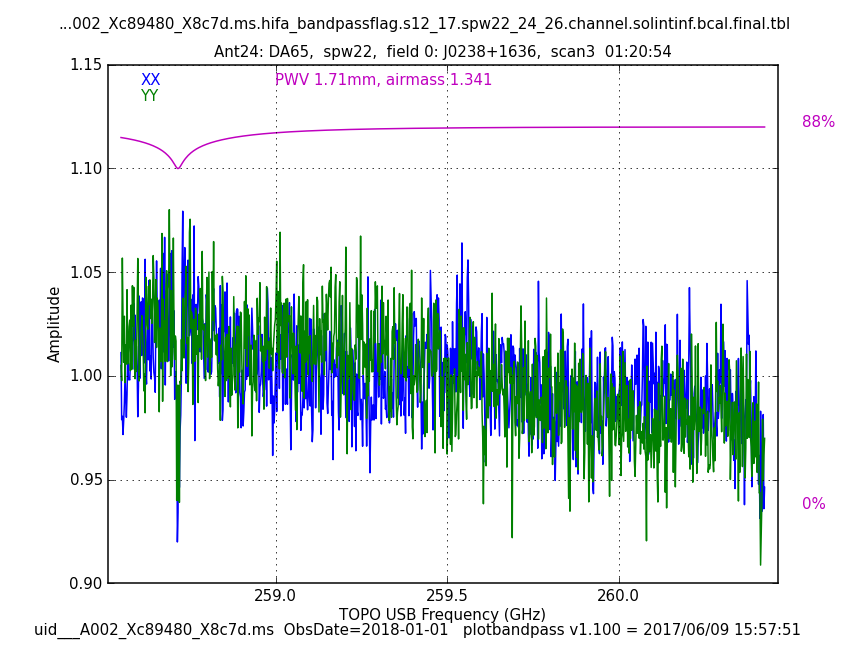 ...002_Xc89480_X8c7d.ms.hifa_bandpassflag.s12_17.spw22_24_26.channel.solintinf.bcal.final.tbl
Ant24: DA65,  spw22,  field 0: J0238+1636,  scan3  01:20:54
1.15
XX
PWV 1.71mm, airmass 1.341
YY
88%
1.10
1.05
Amplitude
1.00
0.95
0%
0.90
259.0
259.5
260.0
TOPO USB Frequency (GHz)
uid___A002_Xc89480_X8c7d.ms  ObsDate=2018-01-01   plotbandpass v1.100 = 2017/06/09 15:57:51